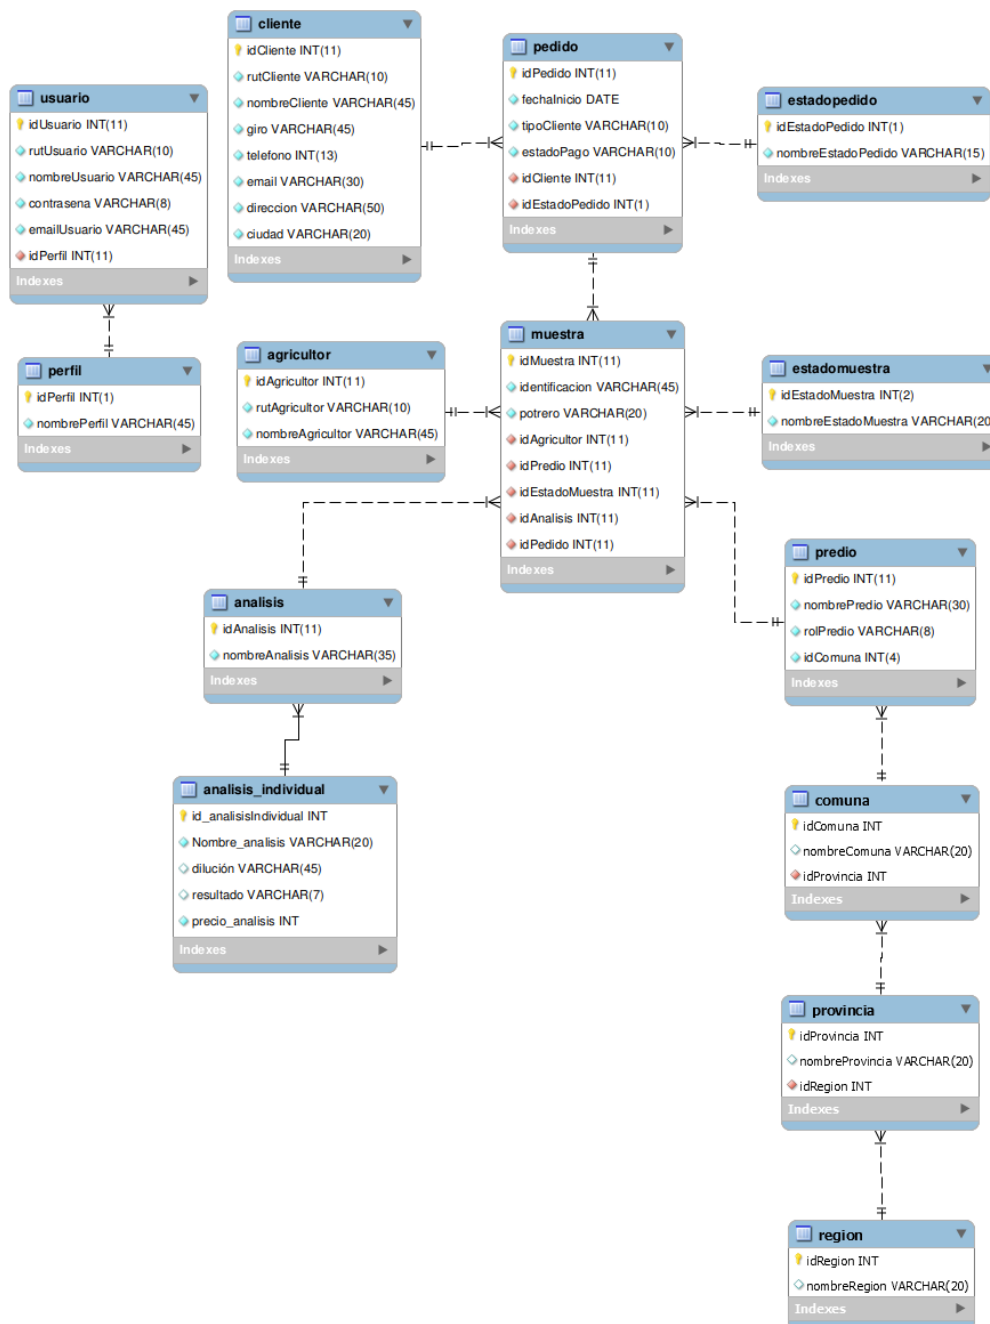 cliente
idCliente INT(11)
rutCliente VARCHAR(10)
nombreCliente VARCHAR(45)
giro VARCHAR(45)
telefono INT(13)
email VARCHAR(30)
direccion VARCHAR(50)
ciudad VARCHAR(20)
Indexes
pedido
idPedido INT(11)
fechaInicio DATE
tipoCliente VARCHAR(10)
estadoPago VARCHAR(10)
idCliente INT(11)
idEstadoPedido INT(1)
Indexes
usuario
idUsuario INT(11)
rutUsuario VARCHAR(10)
nombreUsuario VARCHAR(45)
contrasena VARCHAR(8)
emailUsuario VARCHAR(45)
idPerfil INT(11)
Indexes
estadopedido
idEstadoPedido INT(1)
nombreEstadoPedido VARCHAR(15)
Indexes
perfil
idPerfil INT(1)
nombrePerfil VARCHAR(45)
Indexes
agricultor
idAgricultor INT(11)
rutAgricultor VARCHAR(10)
nombreAgricultor VARCHAR(45)
Indexes
muestra
idMuestra INT(11)
identificacion VARCHAR(45)
potrero VARCHAR(20)
idAgricultor INT(11)
idPredio INT(11)
idEstadoMuestra INT(11)
idAnalisis INT(11)
idPedido INT(11)
Indexes
estadomuestra
idEstadoMuestra INT(2)
nombreEstadoMuestra VARCHAR(20
Indexes
predio
idPredio INT(11)
nombrePredio VARCHAR(30)
rolPredio VARCHAR(8)
idComuna INT(4)
Indexes
analisis
idAnalisis INT(11)
nombreAnalisis VARCHAR(35)
Indexes
analisis_individual
id_analisisIndividual INT
Nombre_analisis VARCHAR(20)
dilución VARCHAR(45)
resultado VARCHAR(7)
precio_analisis INT
Indexes
comuna
idComuna INT
nombreComuna VARCHAR(20)
idProvincia INT
Indexes
provincia
idProvincia INT
nombreProvincia VARCHAR(20)
idRegion INT
Indexes
region
idRegion INT
nombreRegion VARCHAR(20)
Indexes